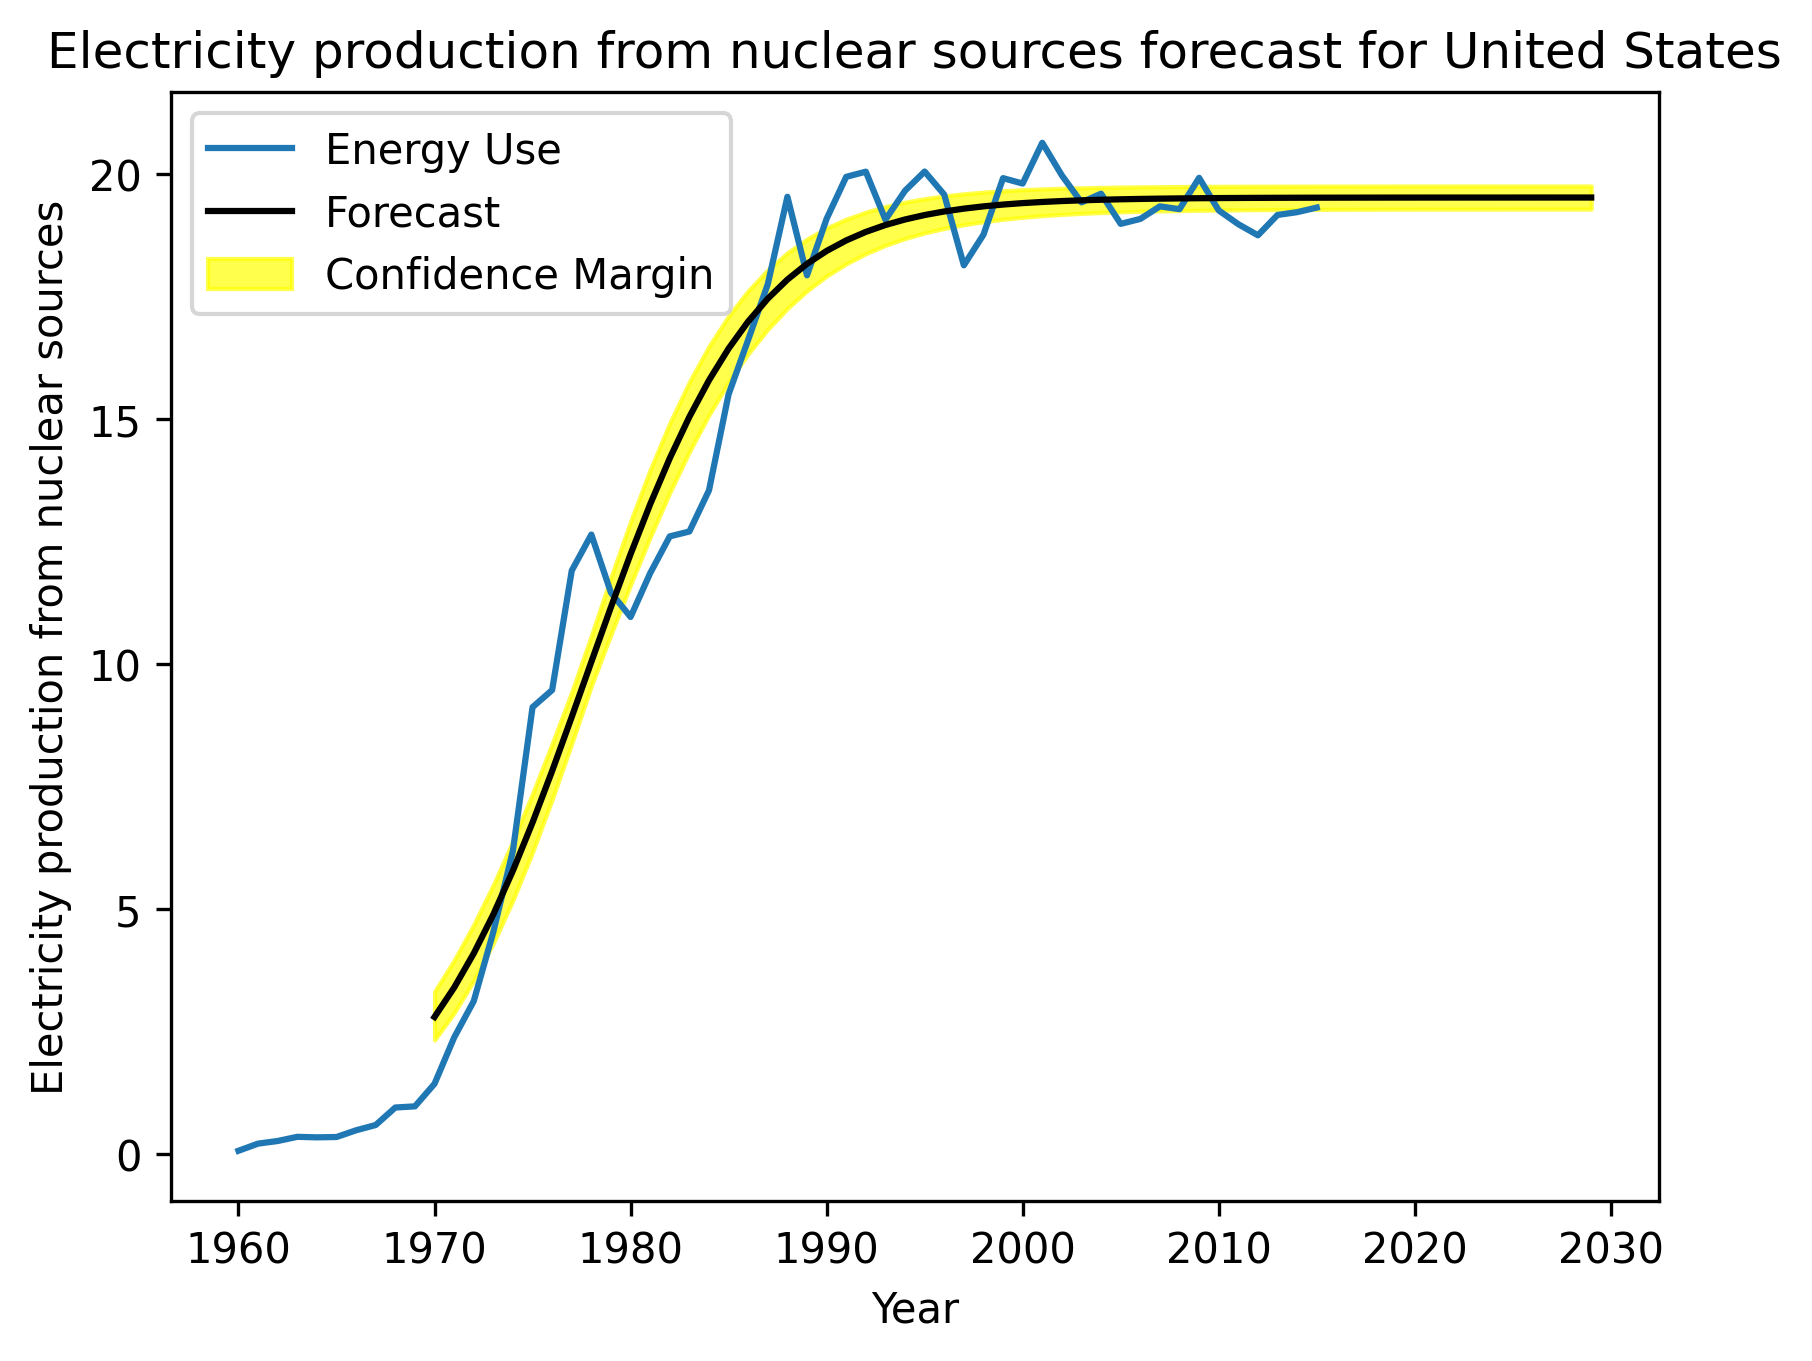 Electricity production from nuclear sources forecast for United States
Energy Use
Forecast
Confidence Margin
Electricity production from nuclear sources
20
15
10
5
0
1960 1970 1980 1990 2000 2010 2020 2030
Year